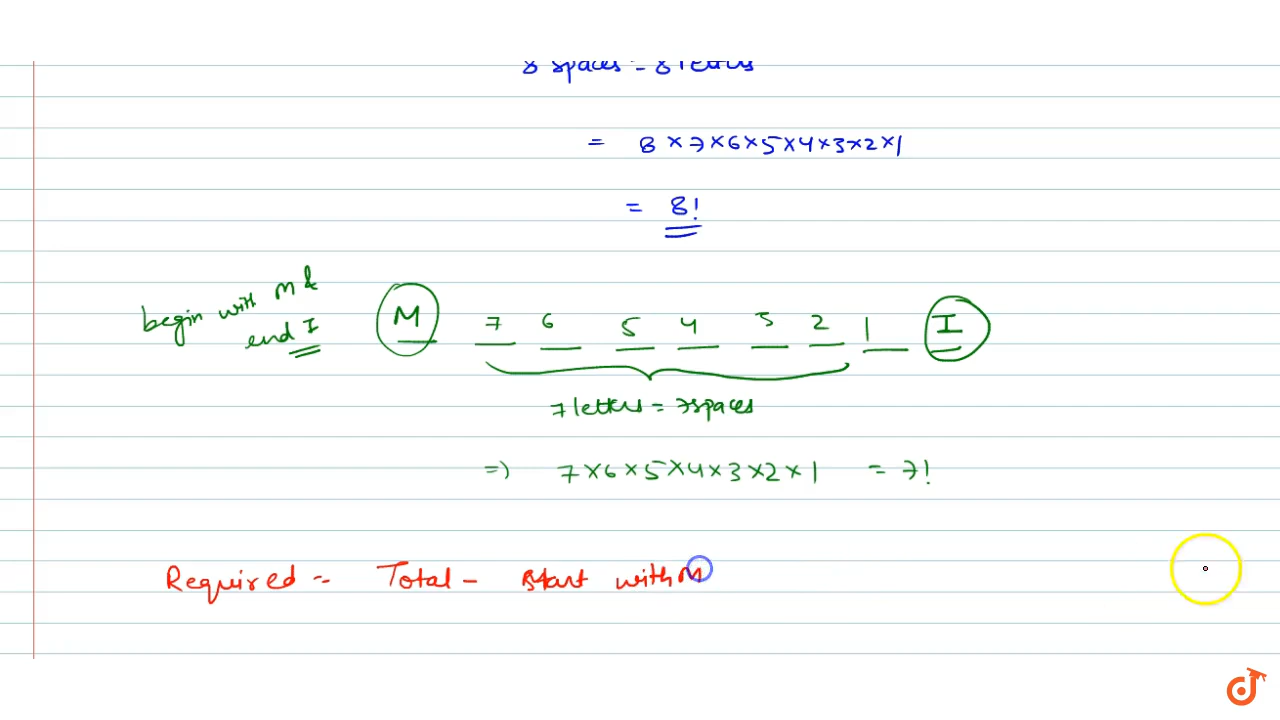 8 spaces = 8 letters
= 8 × 7 × 6 × 5 × 4 × 3 × 2 × 1
= 8!
begin with M &
end I
M 7 6 5 4 3 2 1 I
7 letters = 7 spaces
=> 7 × 6 × 5 × 4 × 3 × 2 × 1 = 7!
Required :- Total - start with M